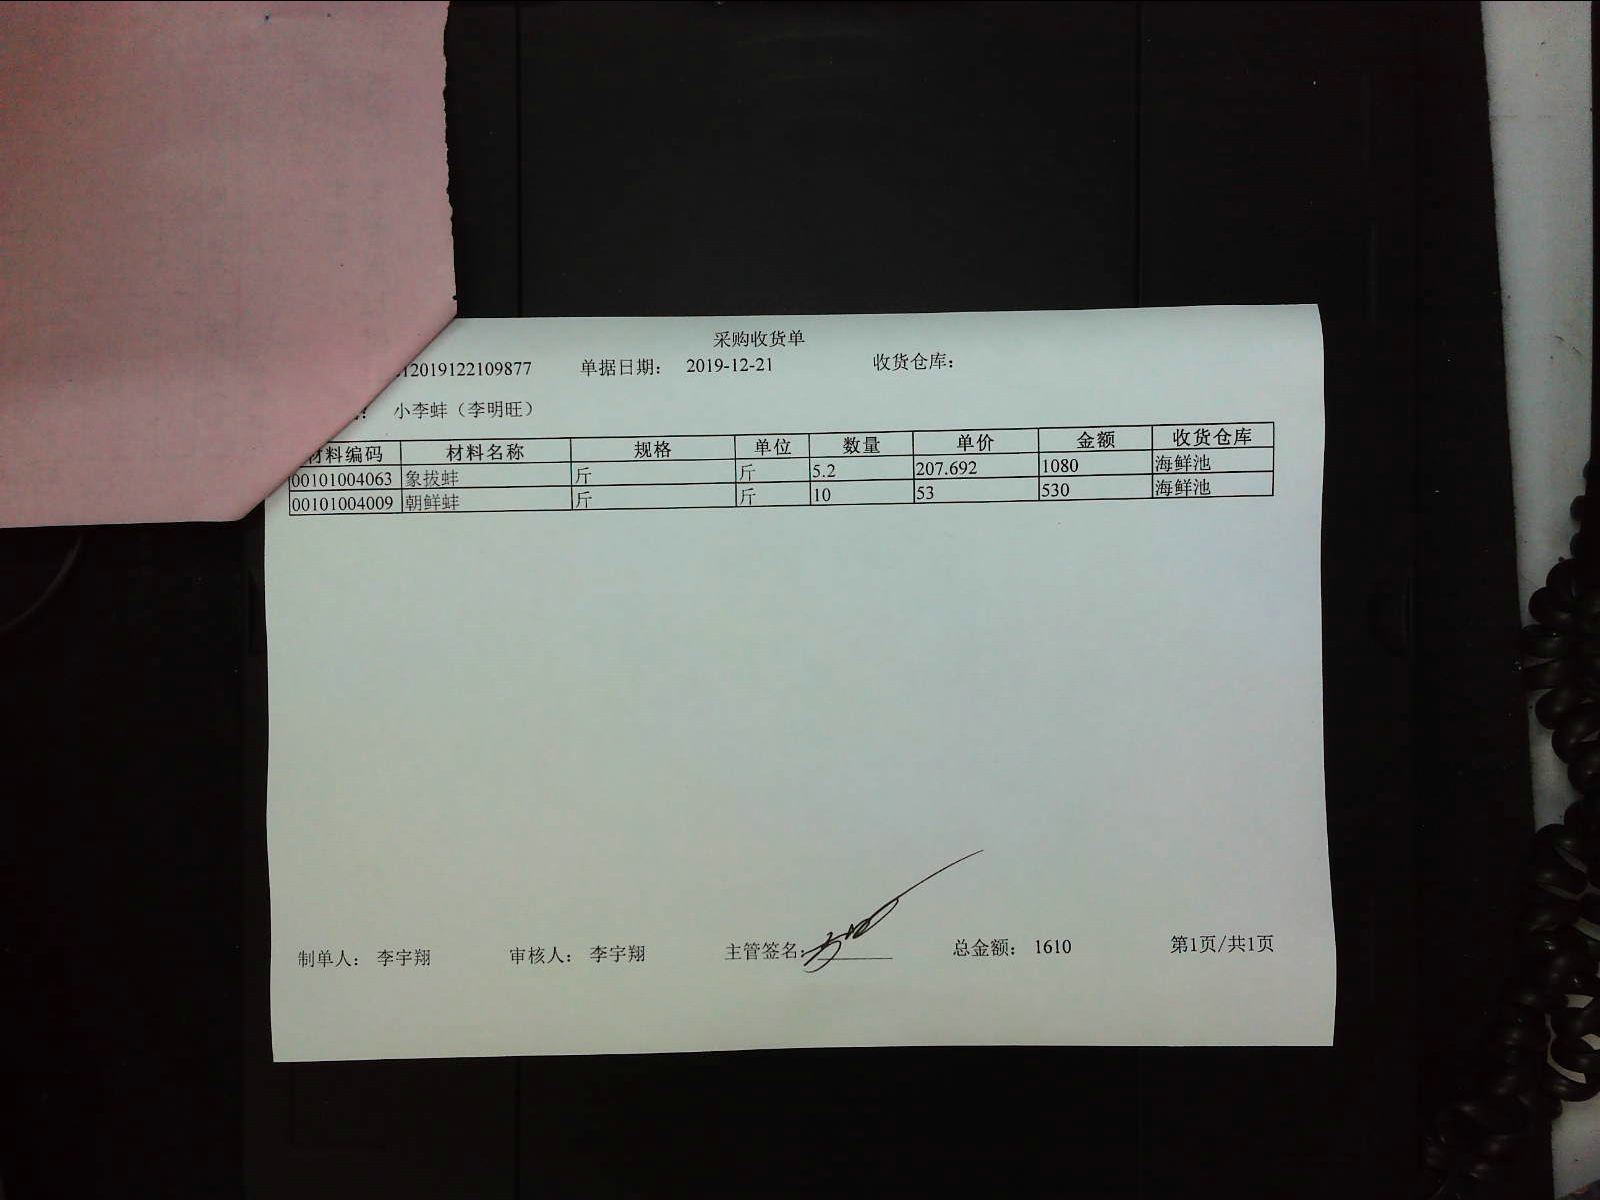 采购收货单
12019122109877 单据日期： 2019-12-21 收货仓库：
小李蚌（李明旺）
材料编码 材料名称 规格 单位 数量 单价 金额 收货仓库
00101004063 象拔蚌 斤 斤 5.2 207.692 1080 海鲜池
00101004009 朝鲜蚌 斤 斤 10 53 530 海鲜池
制单人： 李宇翔 审核人： 李宇翔 主管签名： 总金额： 1610 第1页/共1页